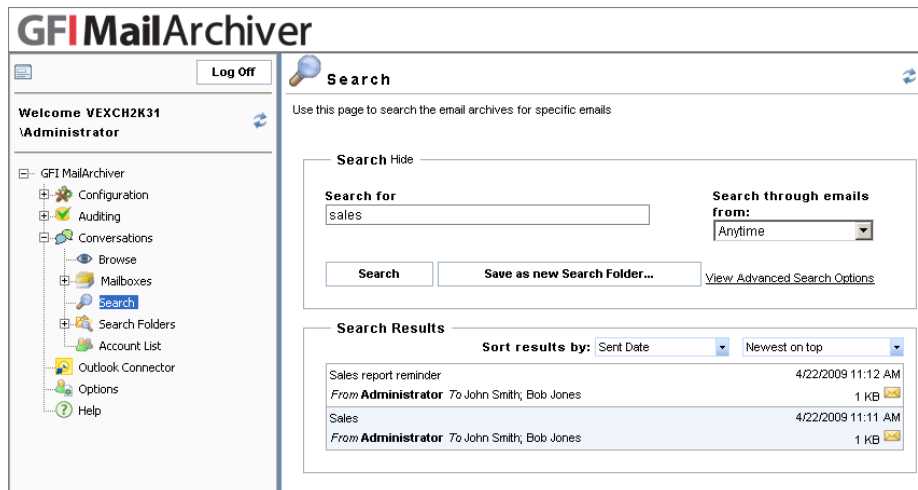 GFI MailArchiver
Log Off
Welcome VEXCH2K31
\Administrator
GFI MailArchiver
Configuration
Auditing
Conversations
Browse
Mailboxes
Search
Search Folders
Account List
Outlook Connector
Options
Help
Search
Use this page to search the email archives for specific emails
Search Hide
Search for
sales
Search through emails
from:
Anytime
Search
Save as new Search Folder...
View Advanced Search Options
Search Results
Sort results by: Sent Date Newest on top
Sales report reminder 4/22/2009 11:12 AM
From Administrator To John Smith; Bob Jones 1 KB
Sales 4/22/2009 11:11 AM
From Administrator To John Smith; Bob Jones 1 KB